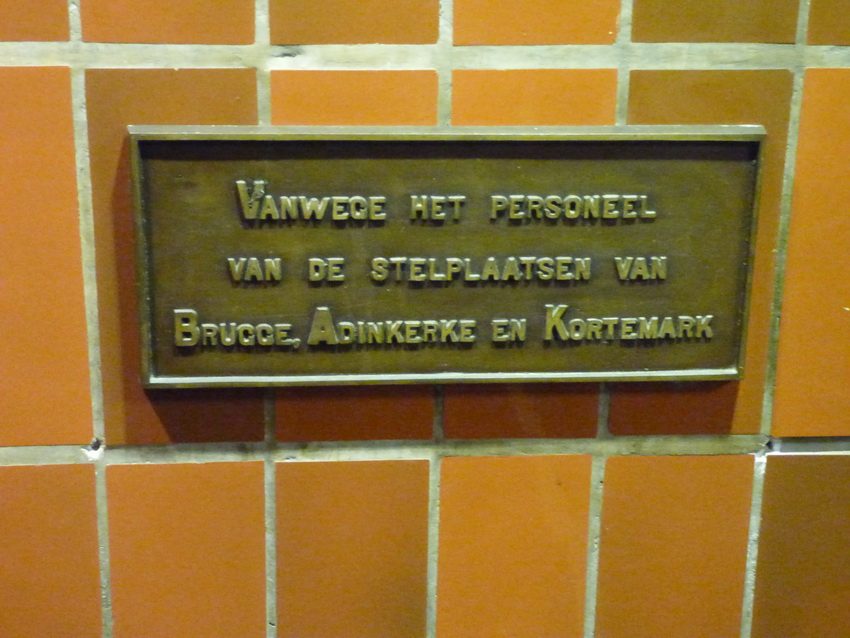 Vanwege het personeel
van de stelplaatsen van
Brugge, Adinkerke en Kortemark